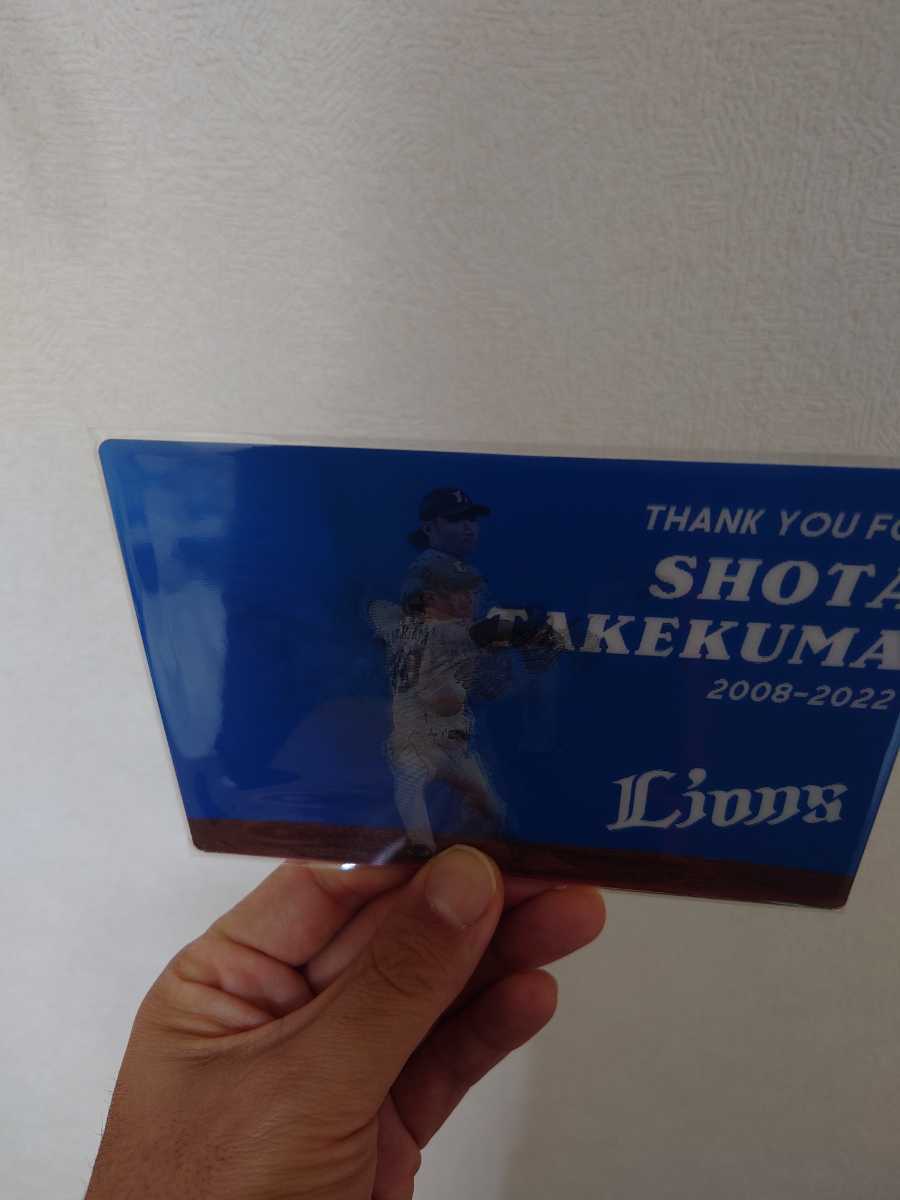 THANK YOU FO
SHOTA
TAKEKUMA
2008-2022
Lions